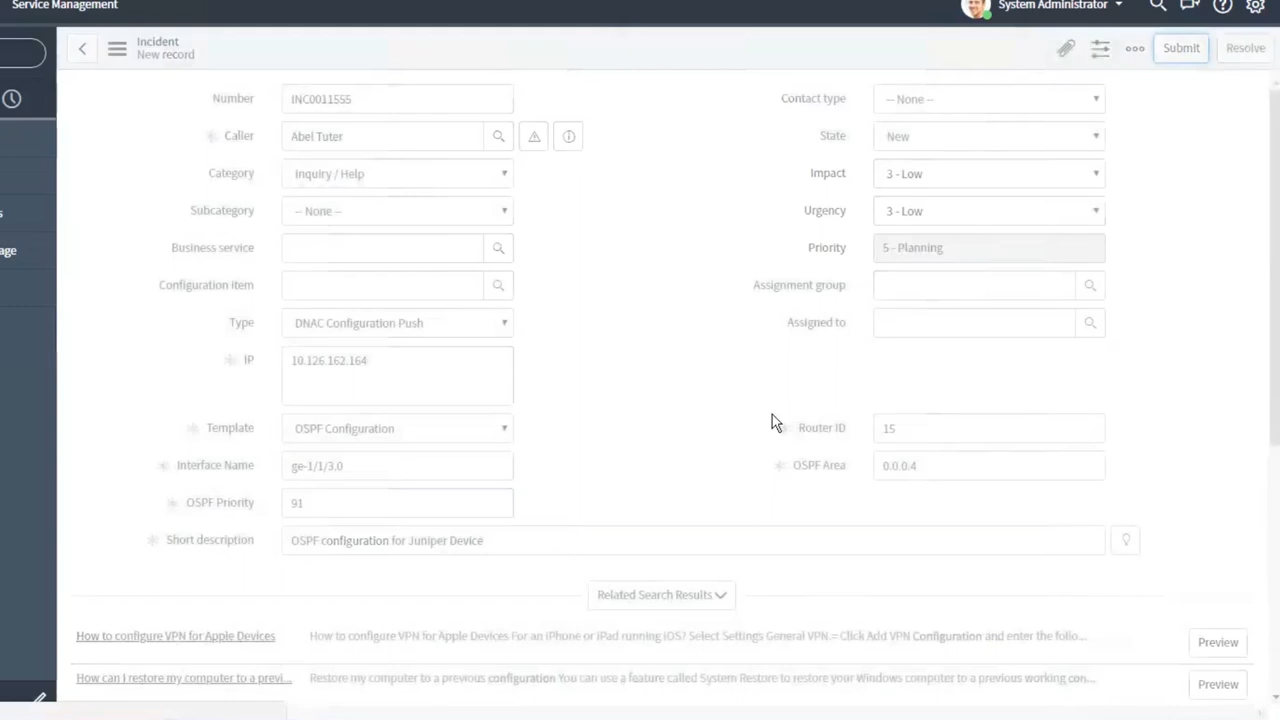 Service Management
System Administrator
Incident
New record
Submit
Resolve
Number
INC0011555
Contact type
-- None --
Caller
Abel Tuter
State
New
Category
Inquiry / Help
Impact
3 - Low
Subcategory
-- None --
Urgency
3 - Low
s
Business service
Priority
5 - Planning
age
Configuration item
Assignment group
Type
DNAC Configuration Push
Assigned to
IP
10.126.162.164
Template
OSPF Configuration
Router ID
15
Interface Name
ge-1/1/3.0
OSPF Area
0.0.0.4
OSPF Priority
91
Short description
OSPF configuration for Juniper Device
Related Search Results
How to configure VPN for Apple Devices
How to configure VPN for Apple Devices For an iPhone or iPad running iOS? Select Settings General VPN.= Click Add VPN Configuration and enter the follo...
Preview
How can I restore my computer to a previ...
Restore my computer to a previous configuration You can use a feature called System Restore to restore your Windows computer to a previous working con...
Preview